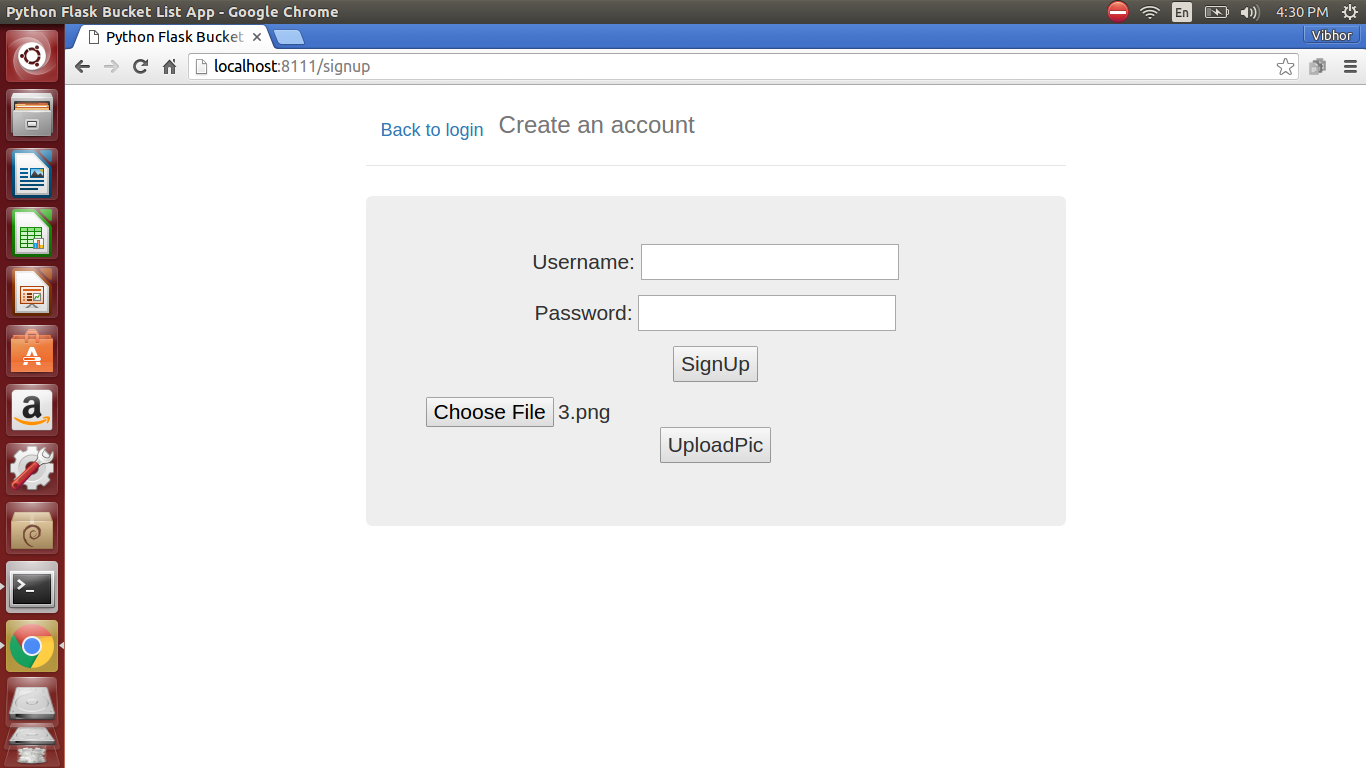 Python Flask Bucket List App - Google Chrome
En
4:30 PM
Python Flask Bucket
Vibhor
localhost:8111/signup
Back to login Create an account
Username:
Password:
SignUp
Choose File 3.png
UploadPic